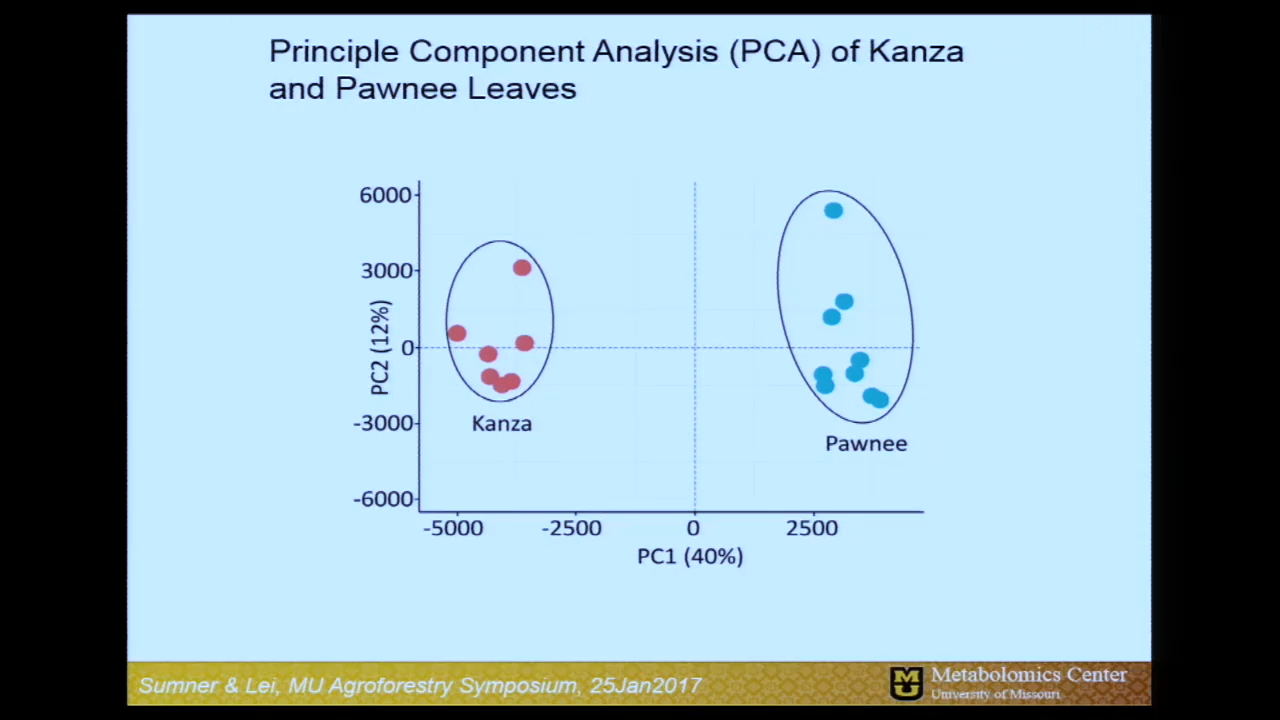 Principle Component Analysis (PCA) of Kanza
and Pawnee Leaves
6000
3000
0
-3000
-6000
PC2 (12%)
Kanza
Pawnee
-5000 -2500 0 2500
PC1 (40%)
Sumner & Lei, MU Agroforestry Symposium, 25Jan2017
MU
Metabolomics Center
University of Missouri